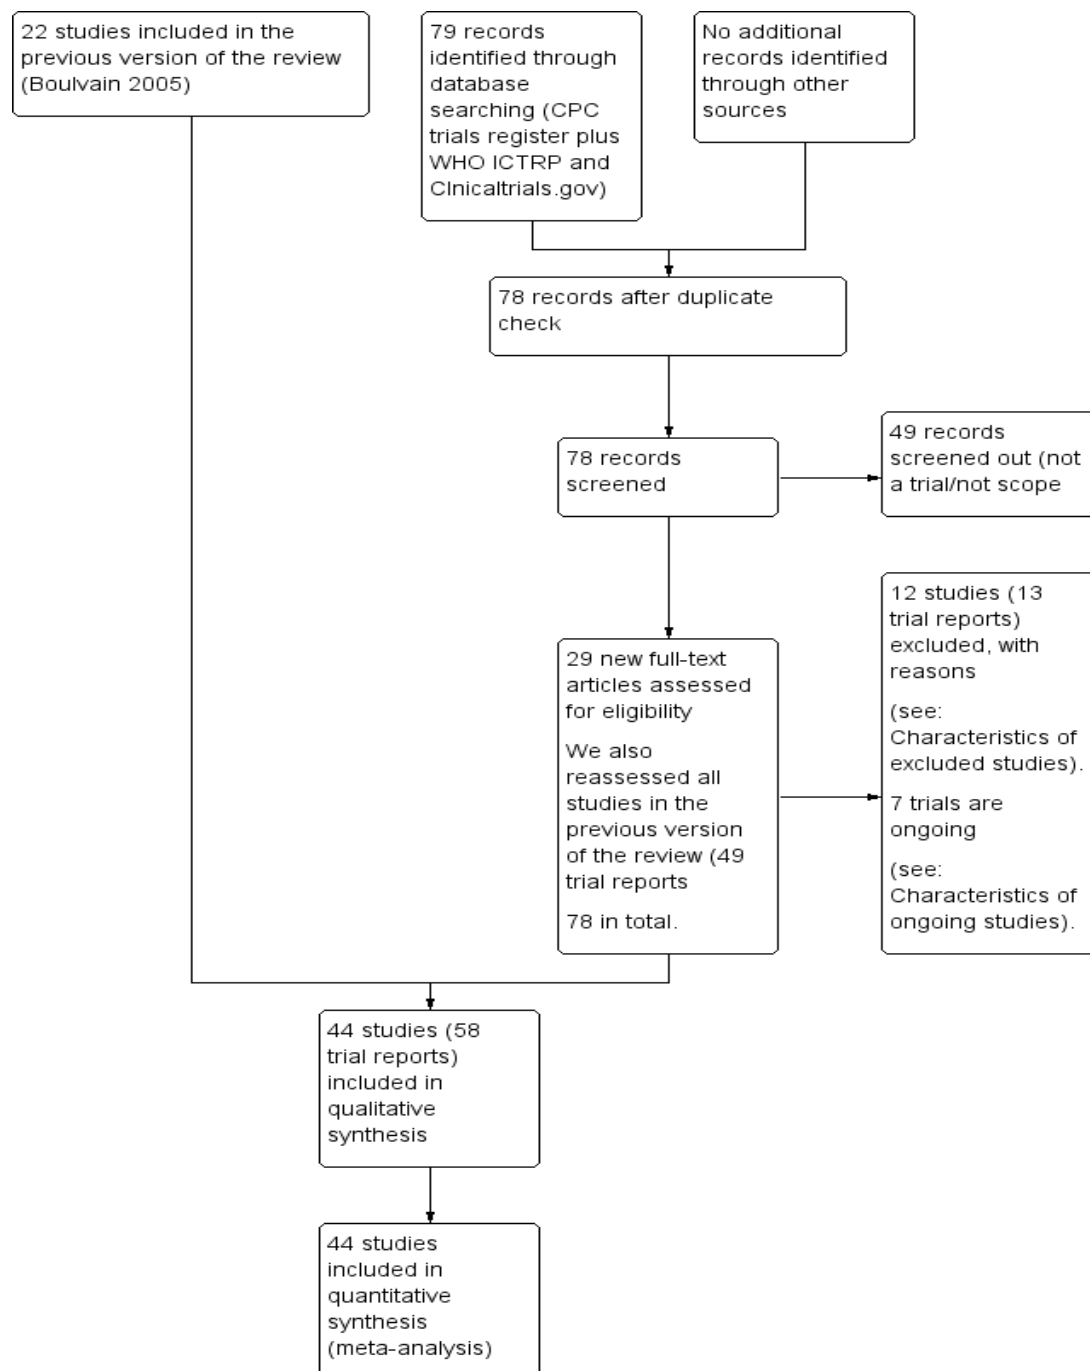 22 studies included in the
previous version of the review
(Boulvain 2005)
79 records
identified through
database
searching (CPC
trials register plus
WHO ICTRP and
Clnicaltrials.gov)
No additional
records identified
through other
sources
78 records after duplicate
check
78 records
screened
49 records
screened out (not
a trial/not scope
29 new full-text
articles assessed
for eligibility
We also
reassessed all
studies in the
previous version
of the review (49
trial reports
78 in total.
12 studies (13
trial reports)
excluded, with
reasons
(see:
Characteristics of
excluded studies).
7 trials are
ongoing
(see:
Characteristics of
ongoing studies).
44 studies (58
trial reports)
included in
qualitative
synthesis
44 studies
included in
quantitative
synthesis
(meta-analysis)